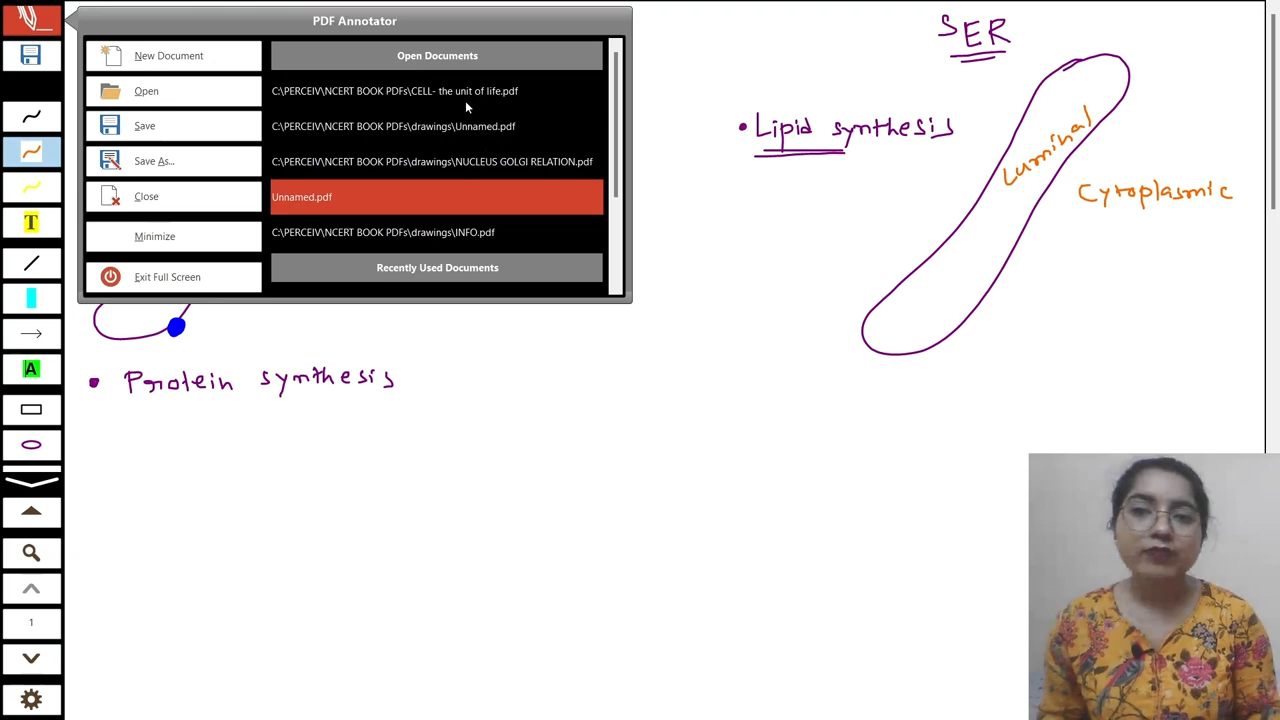 PDF Annotator
New Document
Open
Save
Save As...
Close
Minimize
Exit Full Screen
Open Documents
C:\PERCEIV\NCERT BOOK PDFs\CELL- the unit of life.pdf
C:\PERCEIV\NCERT BOOK PDFs\drawings\Unnamed.pdf
C:\PERCEIV\NCERT BOOK PDFs\drawings\NUCLEUS GOLGI RELATION.pdf
Unnamed.pdf
C:\PERCEIV\NCERT BOOK PDFs\drawings\INFO.pdf
Recently Used Documents
SER
• Lipid synthesis
Luminal
Cytoplasmic
• Protein synthesis
T
A
1